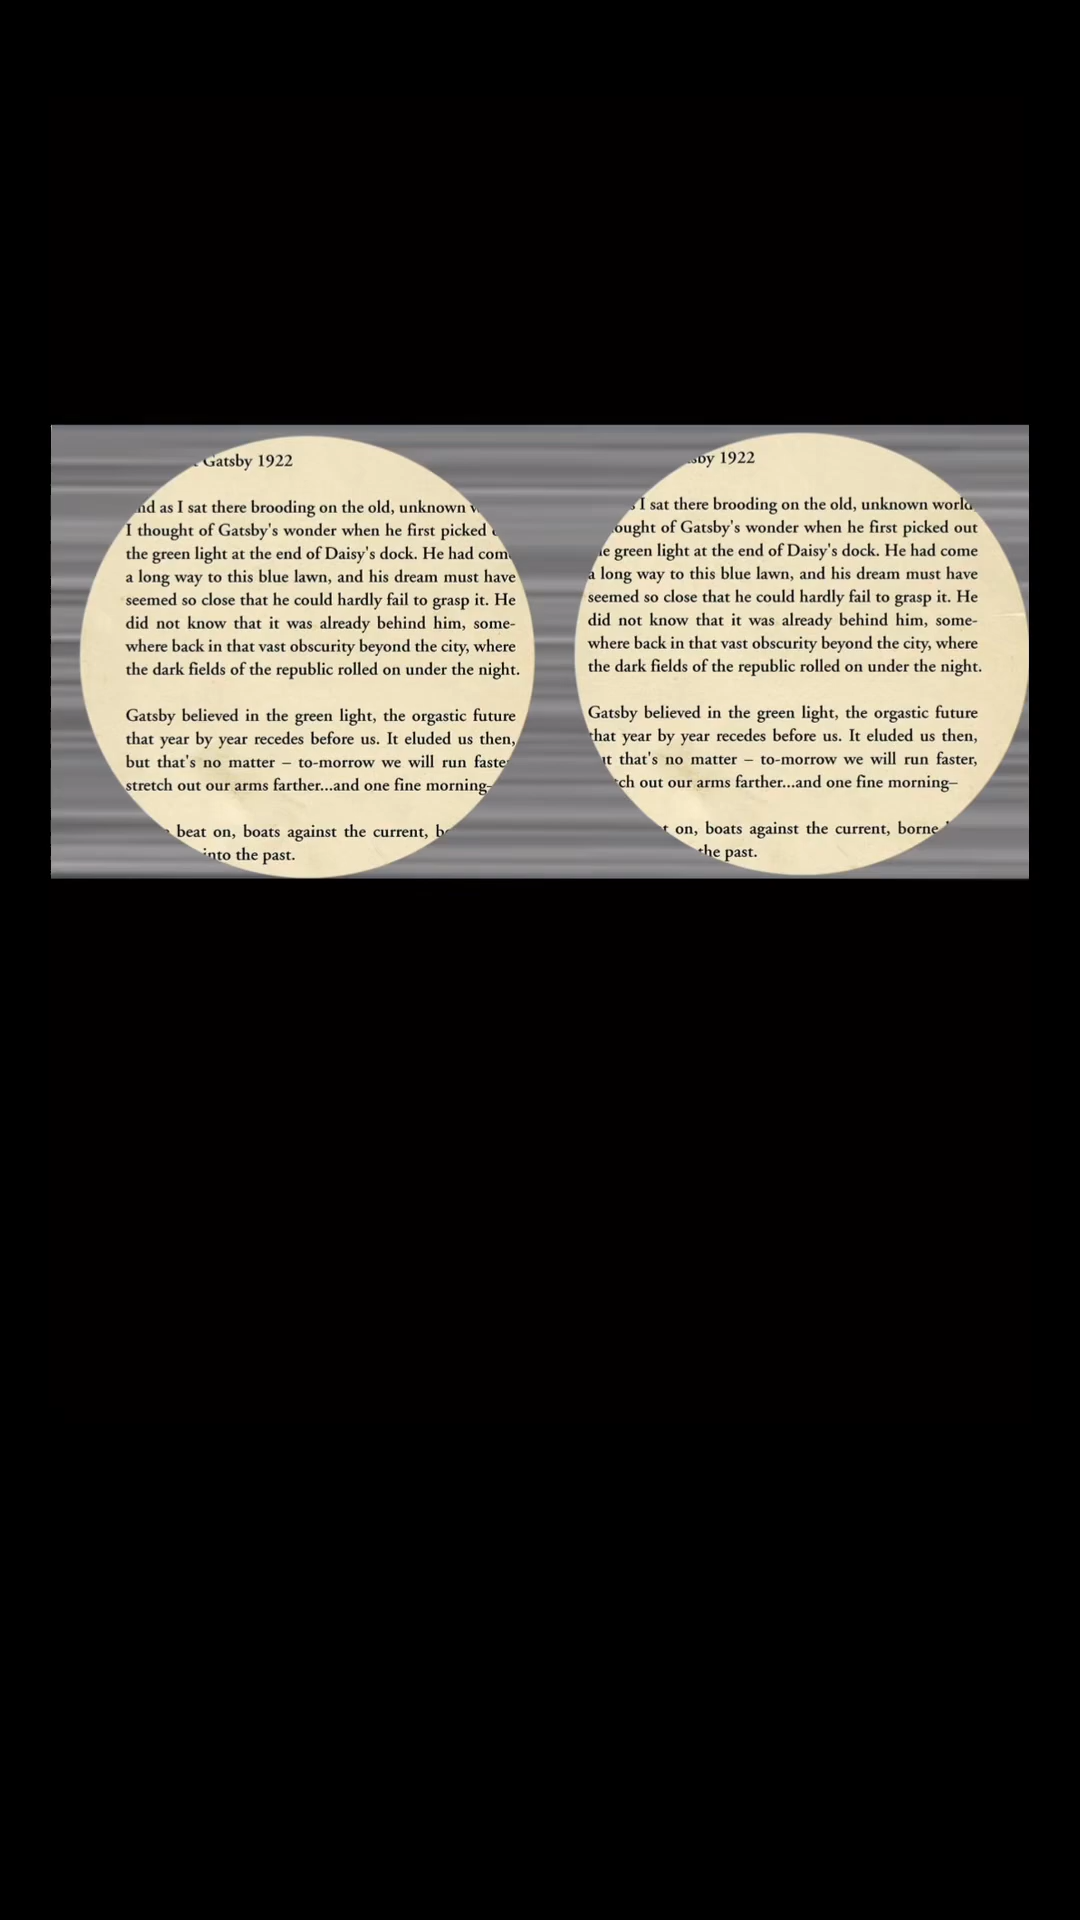 Gatsby 1922
as I sat there brooding on the old, unknown
I thought of Gatsby's wonder when he first picked
the green light at the end of Daisy's dock. He had
a long way to this blue lawn, and his dream must have
seemed so close that he could hardly fail to grasp it. He
did not know that it was already behind him, some-
where back in that vast obscurity beyond the city, where
the dark fields of the republic rolled on under the night.
Gatsby believed in the green light, the orgastic future
that year by year recedes before us. It eluded us then,
but that's no matter – to-morrow we will run
stretch out our arms farther...and one fine morning–
beat on, boats against the current,
into the past.
1922
I sat there brooding on the old, unknown world
of Gatsby's wonder when he first picked out
green light at the end of Daisy's dock. He had come
a long way to this blue lawn, and his dream must have
seemed so close that he could hardly fail to grasp it. He
did not know that it was already behind him, some-
where back in that vast obscurity beyond the city, where
the dark fields of the republic rolled on under the night.
Gatsby believed in the green light, the orgastic future
that year by year recedes before us. It eluded us then,
that's no matter – to-morrow we will run faster,
out our arms farther...and one fine morning–
on, boats against the current, borne
the past.